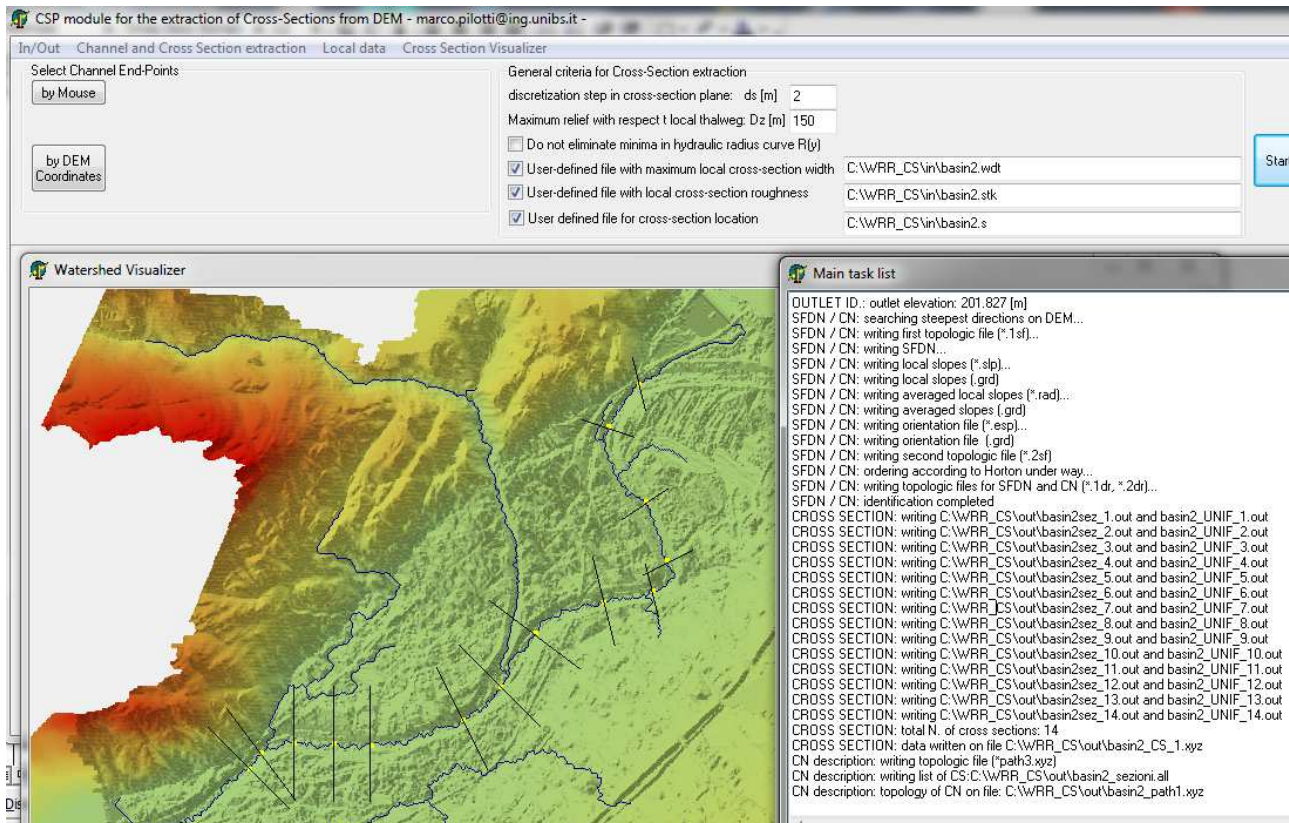 CSP module for the extraction of Cross-Sections from DEM - marco.pilotti@ing.unibs.it -
In/Out Channel and Cross Section extraction Local data Cross Section Visualizer
Select Channel End-Points
by Mouse
by DEM
Coordinates
General criteria for Cross-Section extraction
discretization step in cross-section plane: ds [m] 2
Maximum relief with respect t local thalweg: Dz [m] 150
Do not eliminate minima in hydraulic radius curve R(y)
User-defined file with maximum local cross-section width C:\WRR_CS\in\basin2.wdt
User-defined file with local cross-section roughness C:\WRR_CS\in\basin2.stk
User defined file for cross-section location C:\WRR_CS\in\basin2.s
Star
Watershed Visualizer
Main task list
OUTLET ID.: outlet elevation: 201.827 [m]
SFDN / CN: searching steepest directions on DEM...
SFDN / CN: writing first topologic file (*.1sf)...
SFDN / CN: writing SFDN...
SFDN / CN: writing local slopes (*.slp)...
SFDN / CN: writing local slopes (.grd)
SFDN / CN: writing averaged local slopes (*.rad)...
SFDN / CN: writing averaged slopes (.grd)
SFDN / CN: writing orientation file (*.esp)...
SFDN / CN: writing orientation file (.grd)
SFDN / CN: writing second topologic file (*.2sf)
SFDN / CN: ordering according to Horton under way...
SFDN / CN: writing topologic files for SFDN and CN (*.1dr, *.2dr)...
SFDN / CN: identification completed
CROSS SECTION: writing C:\WRR_CS\out\basin2sez_1.out and basin2_UNIF_1.out
CROSS SECTION: writing C:\WRR_CS\out\basin2sez_2.out and basin2_UNIF_2.out
CROSS SECTION: writing C:\WRR_CS\out\basin2sez_3.out and basin2_UNIF_3.out
CROSS SECTION: writing C:\WRR_CS\out\basin2sez_4.out and basin2_UNIF_4.out
CROSS SECTION: writing C:\WRR_CS\out\basin2sez_5.out and basin2_UNIF_5.out
CROSS SECTION: writing C:\WRR_CS\out\basin2sez_6.out and basin2_UNIF_6.out
CROSS SECTION: writing C:\WRR_CS\out\basin2sez_7.out and basin2_UNIF_7.out
CROSS SECTION: writing C:\WRR_CS\out\basin2sez_8.out and basin2_UNIF_8.out
CROSS SECTION: writing C:\WRR_CS\out\basin2sez_9.out and basin2_UNIF_9.out
CROSS SECTION: writing C:\WRR_CS\out\basin2sez_10.out and basin2_UNIF_10.out
CROSS SECTION: writing C:\WRR_CS\out\basin2sez_11.out and basin2_UNIF_11.out
CROSS SECTION: writing C:\WRR_CS\out\basin2sez_12.out and basin2_UNIF_12.out
CROSS SECTION: writing C:\WRR_CS\out\basin2sez_13.out and basin2_UNIF_13.out
CROSS SECTION: writing C:\WRR_CS\out\basin2sez_14.out and basin2_UNIF_14.out
CROSS SECTION: total N. of cross sections: 14
CROSS SECTION: data written on file C:\WRR_CS\out\basin2_CS_1.xyz
CN description: writing topologic file (*path3.xyz)
CN description: writing list of CS:C:\WRR_CS\out\basin2_sezioni.all
CN description: topology of CN on file: C:\WRR_CS\out\basin2_path1.xyz